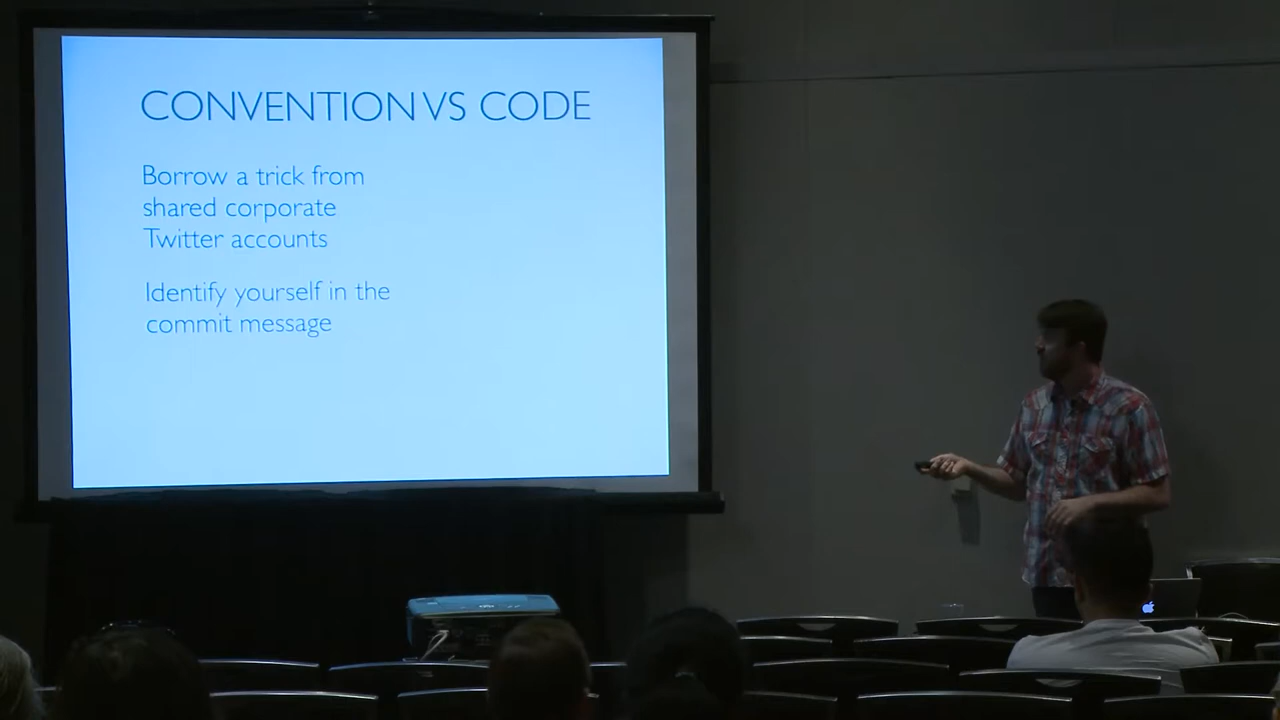 CONVENTION VS CODE
Borrow a trick from
shared corporate
Twitter accounts
Identify yourself in the
commit message